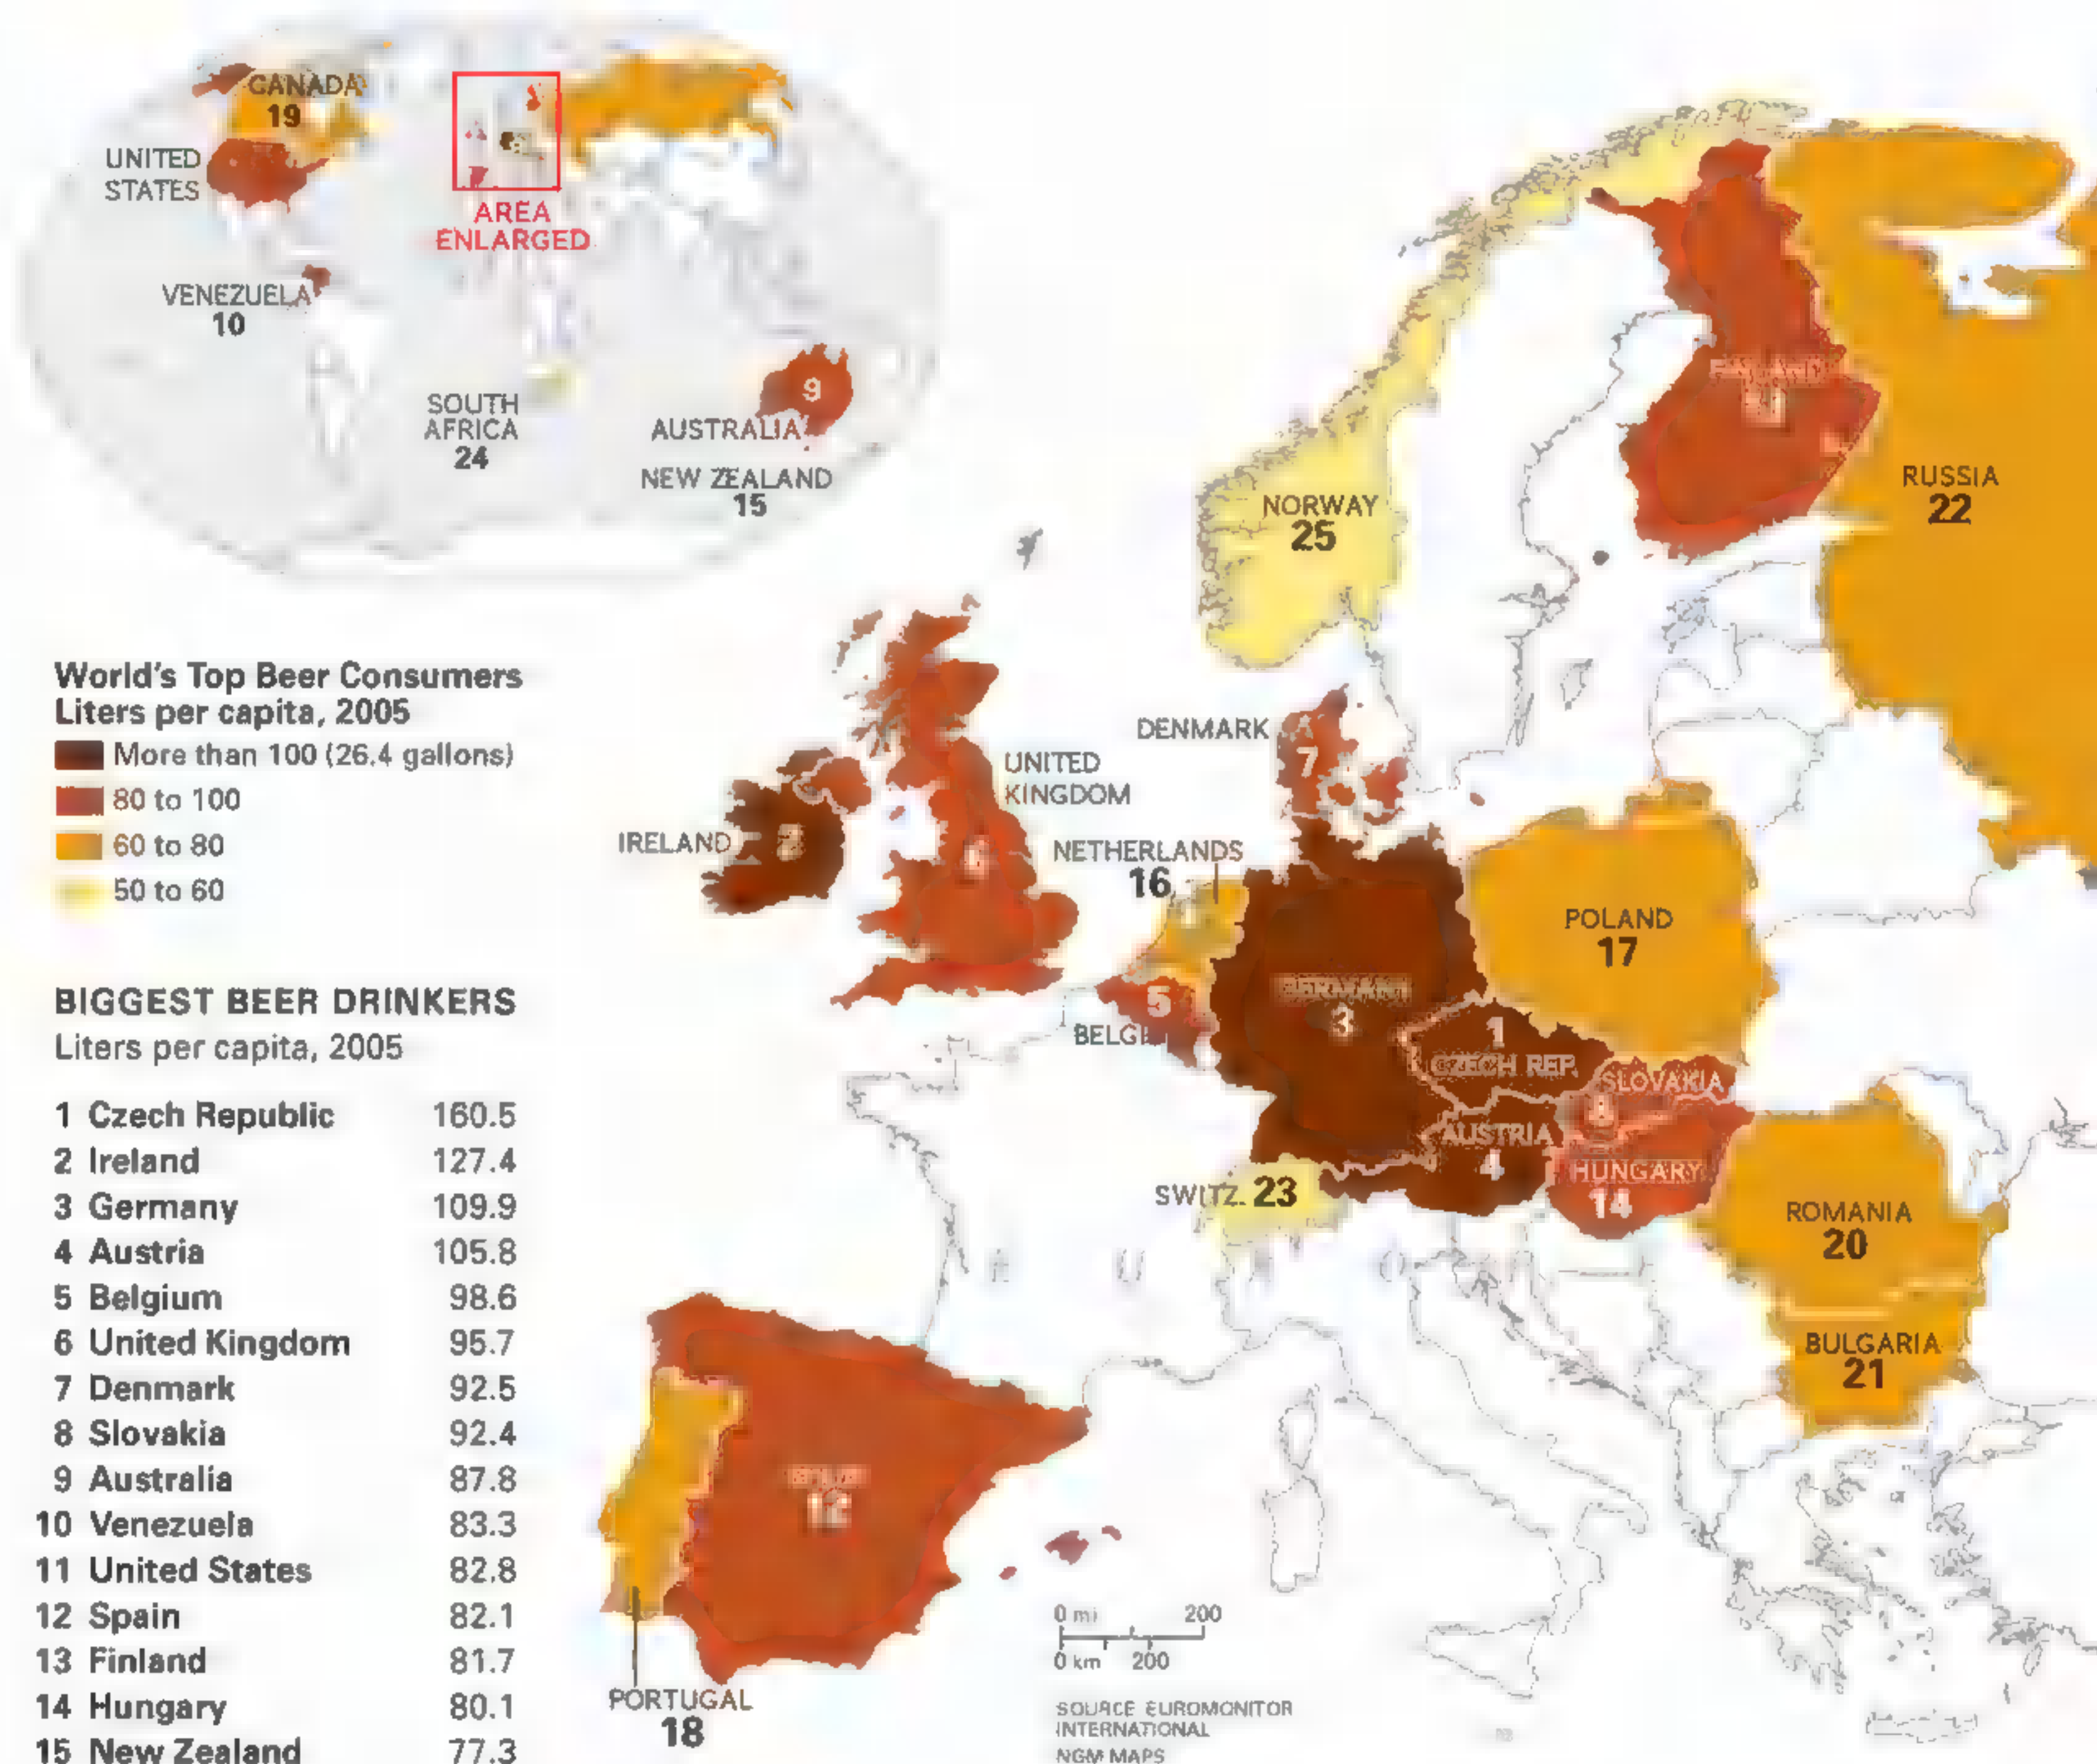 CANADA
19
UNITED
STATES
VENEZUELA
10
AREA
ENLARGED
SOUTH
AFRICA
24
9
AUSTRALIA
NEW ZEALAND
15
NORWAY
25
RUSSIA
22
World's Top Beer Consumers
Liters per capita, 2005
More than 100 (26.4 gallons)
80 to 100
60 to 80
50 to 60
DENMARK
7
UNITED
KINGDOM
6
IRELAND
2
NETHERLANDS
16
POLAND
17
GERMANY
3
5
BELGI
1
CZECH REP.
SLOVAKIA
8
AUSTRIA
4
HUNGARY
14
SWITZ. 23
ROMANIA
20
BULGARIA
21
12
PORTUGAL
18
BIGGEST BEER DRINKERS
Liters per capita, 2005
1 Czech Republic 160.5
2 Ireland 127.4
3 Germany 109.9
4 Austria 105.8
5 Belgium 98.6
6 United Kingdom 95.7
7 Denmark 92.5
8 Slovakia 92.4
9 Australia 87.8
10 Venezuela 83.3
11 United States 82.8
12 Spain 82.1
13 Finland 81.7
14 Hungary 80.1
15 New Zealand 77.3
0 mi 200
0 km 200
SOURCE EUROMONITOR
INTERNATIONAL
NGM MAPS